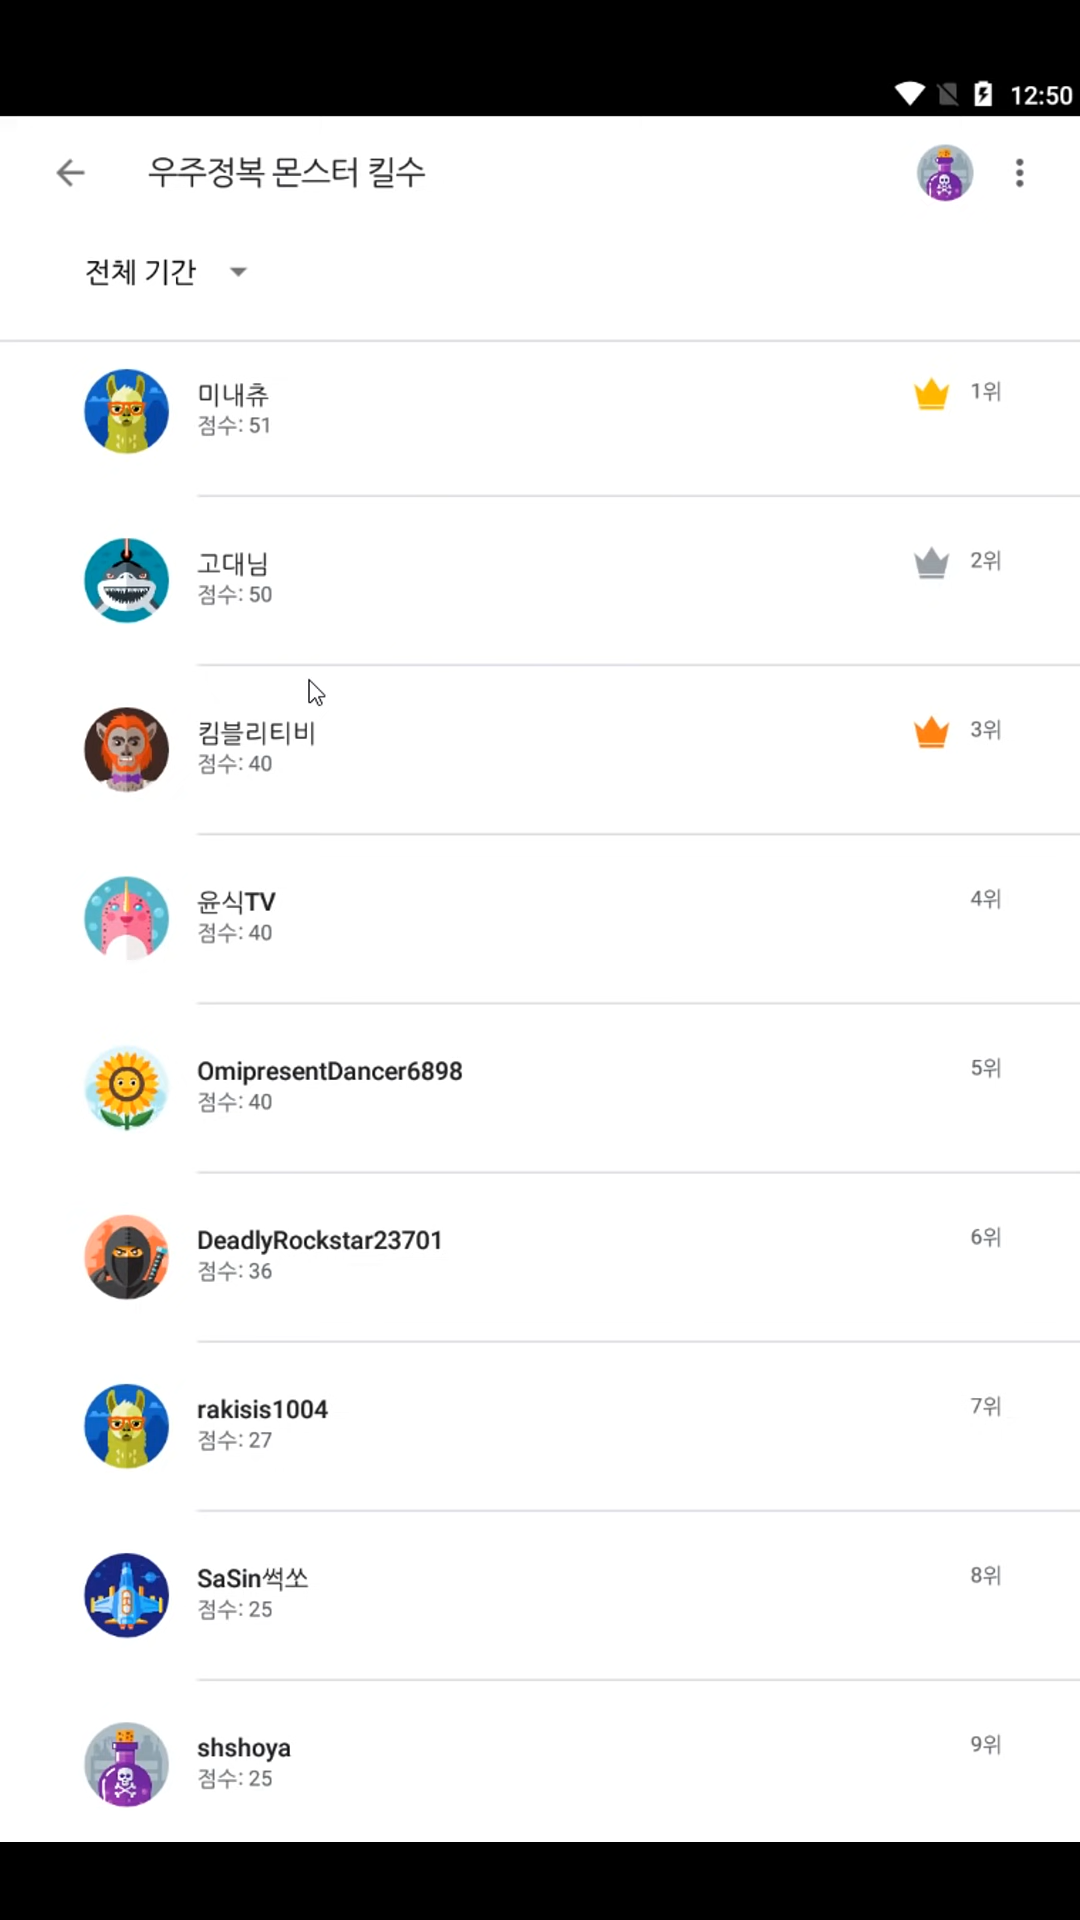 12:50
우주정복 몬스터 킬수
전체 기간
미내츄
1위
점수: 51
고대님
2위
점수: 50
킴블리티비
3위
점수: 40
윤식TV
4위
점수: 40
OmipresentDancer6898
5위
점수: 40
DeadlyRockstar23701
6위
점수: 36
rakisis1004
7위
점수: 27
SaSin썩쏘
8위
점수: 25
shshoya
9위
점수: 25